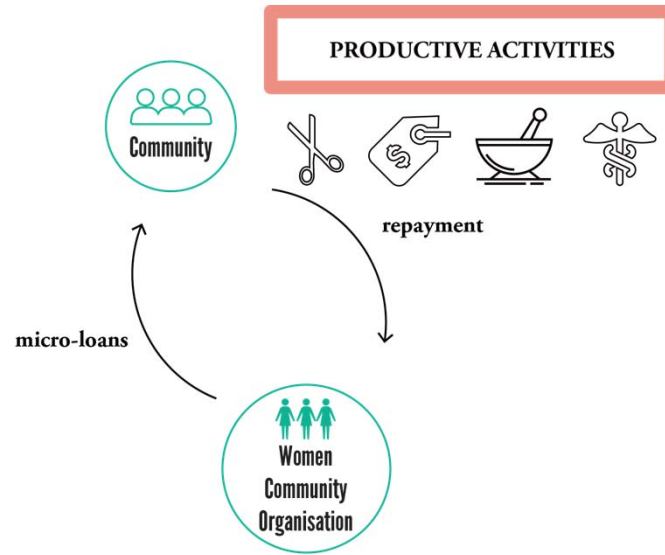 PRODUCTIVE ACTIVITIES
Community
$
repayment
micro-loans
Women
Community
Organisation